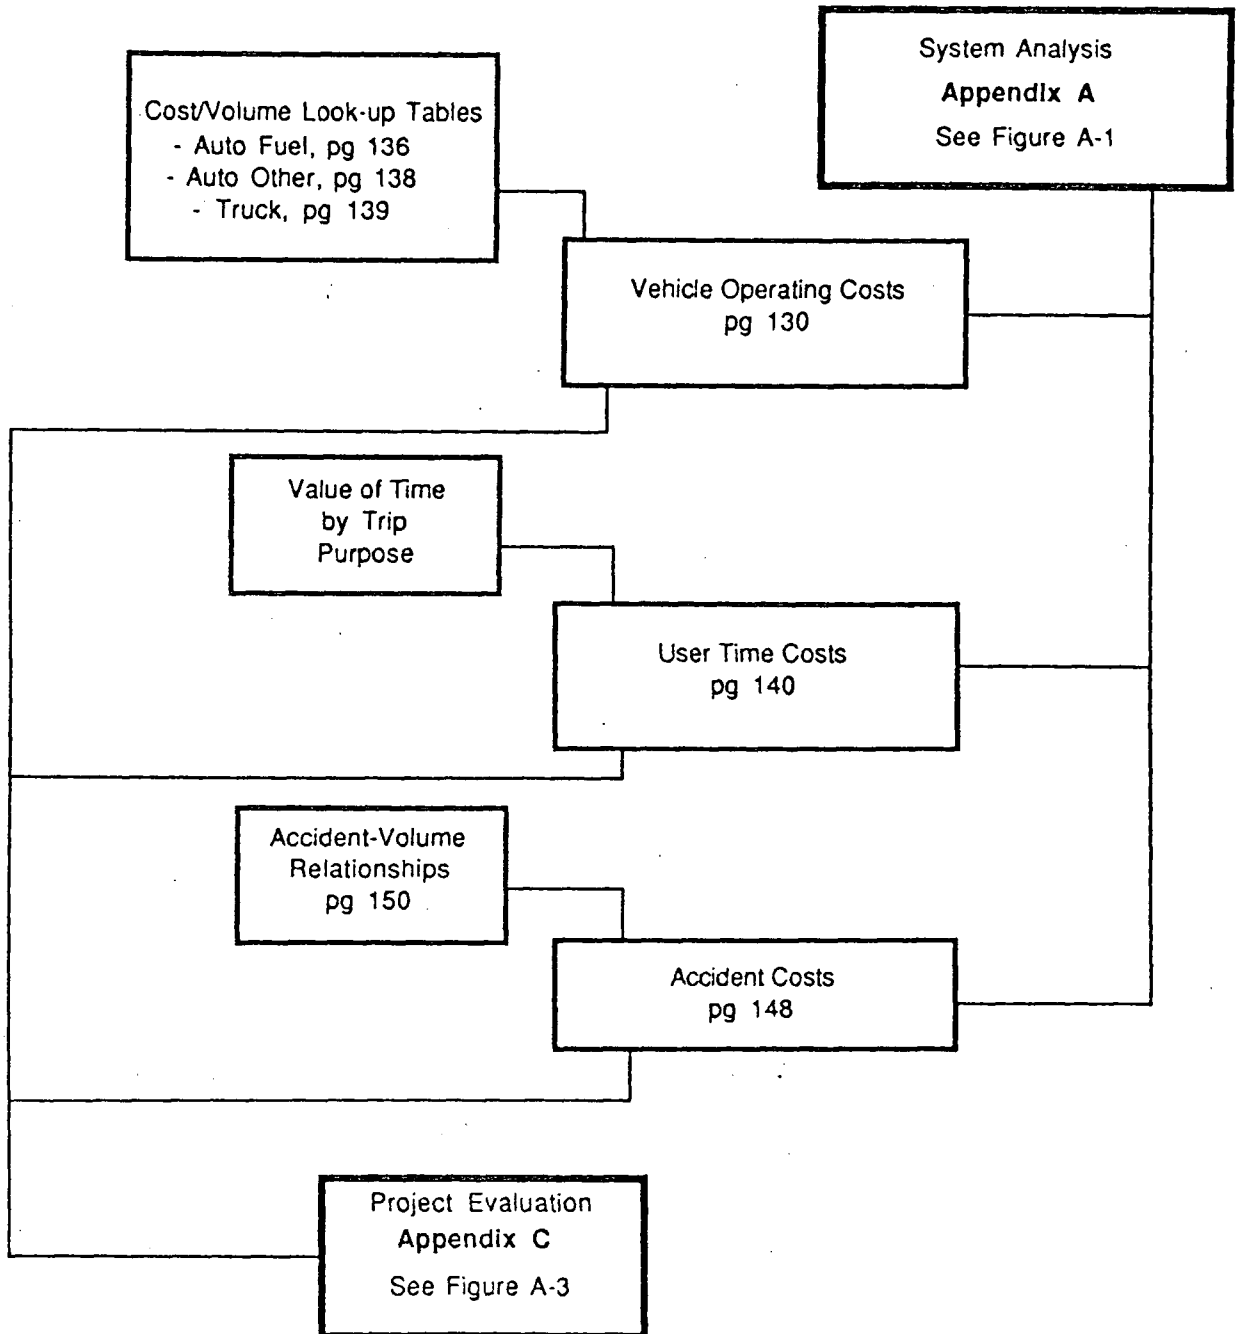 System Analysis
Appendix A
See Figure A-1
Cost/Volume Look-up Tables
- Auto Fuel, pg 136
- Auto Other, pg 138
- Truck, pg 139
Vehicle Operating Costs
pg 130
Value of Time
by Trip
Purpose
User Time Costs
pg 140
Accident-Volume
Relationships
pg 150
Accident Costs
pg 148
Project Evaluation
Appendix C
See Figure A-3